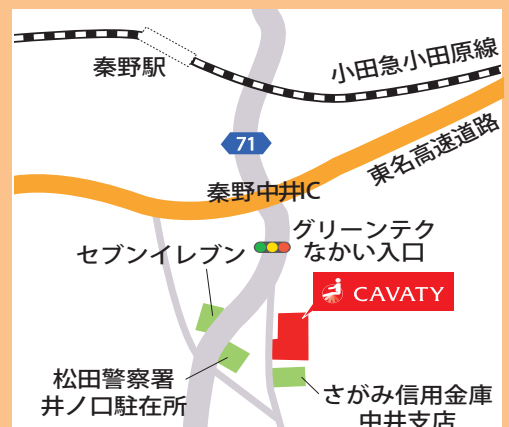 秦野駅
小田急小田原線
71
東名高速道路
秦野中井IC
グリーンテク
なかい入口
セブンイレブン
CAVATY
松田警察署
井ノ口駐在所
さがみ信用金庫
中井支店